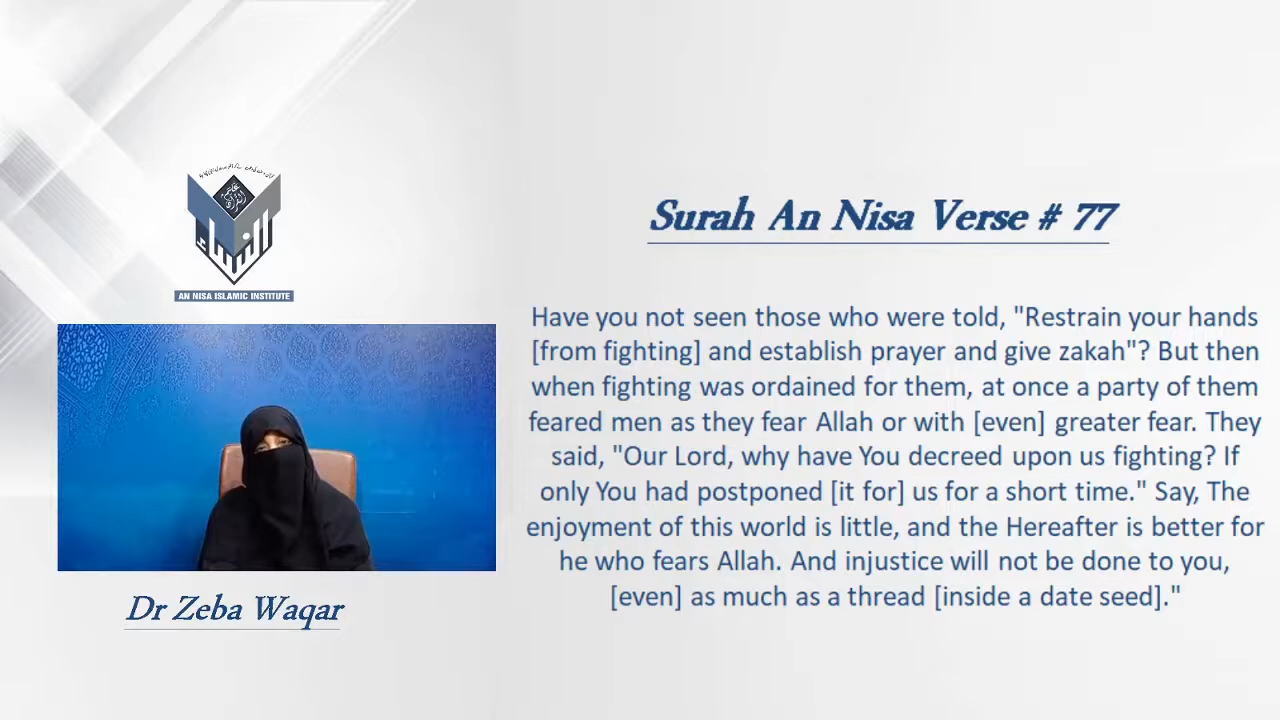 AN NISA ISLAMIC INSTITUTE
Dr Zeba Waqar
Surah An Nisa Verse # 77
Have you not seen those who were told, "Restrain your hands
[from fighting] and establish prayer and give zakah"? But then
when fighting was ordained for them, at once a party of them
feared men as they fear Allah or with [even] greater fear. They
said, "Our Lord, why have You decreed upon us fighting? If
only You had postponed [it for] us for a short time." Say, The
enjoyment of this world is little, and the Hereafter is better for
he who fears Allah. And injustice will not be done to you,
[even] as much as a thread [inside a date seed]."